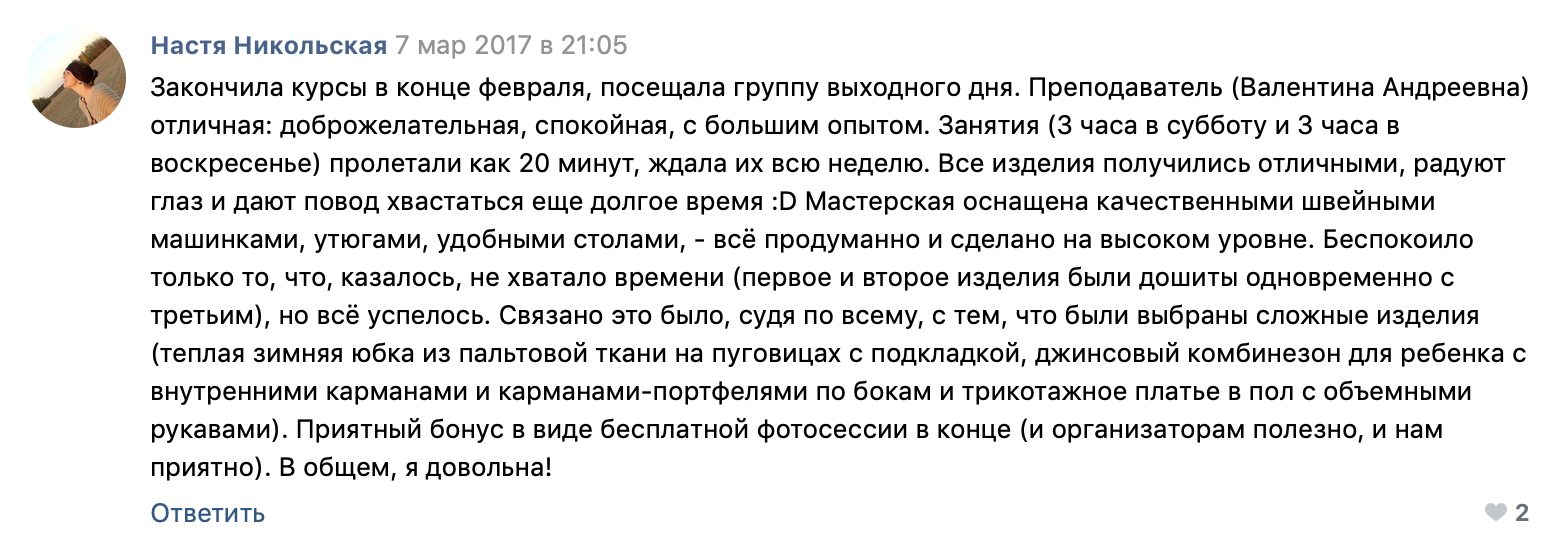 Настя Никольская 7 мар 2017 в 21:05
Закончила курсы в конце февраля, посещала группу выходного дня. Преподаватель (Валентина Андреевна)
отличная: доброжелательная, спокойная, с большим опытом. Занятия (3 часа в субботу и 3 часа в
воскресенье) пролетали как 20 минут, ждала их всю неделю. Все изделия получились отличными, радуют
глаз и дают повод хвастаться еще долгое время :D Мастерская оснащена качественными швейными
машинками, утюгами, удобными столами, - всё продуманно и сделано на высоком уровне. Беспокоило
только то, что, казалось, не хватало времени (первое и второе изделия были дошиты одновременно с
третьим), но всё успелось. Связано это было, судя по всему, с тем, что были выбраны сложные изделия
(теплая зимняя юбка из пальтовой ткани на пуговицах с подкладкой, джинсовый комбинезон для ребенка с
внутренними карманами и карманами-портфелями по бокам и трикотажное платье в пол с объемными
рукавами). Приятный бонус в виде бесплатной фотосессии в конце (и организаторам полезно, и нам
приятно). В общем, я довольна!
Ответить 2